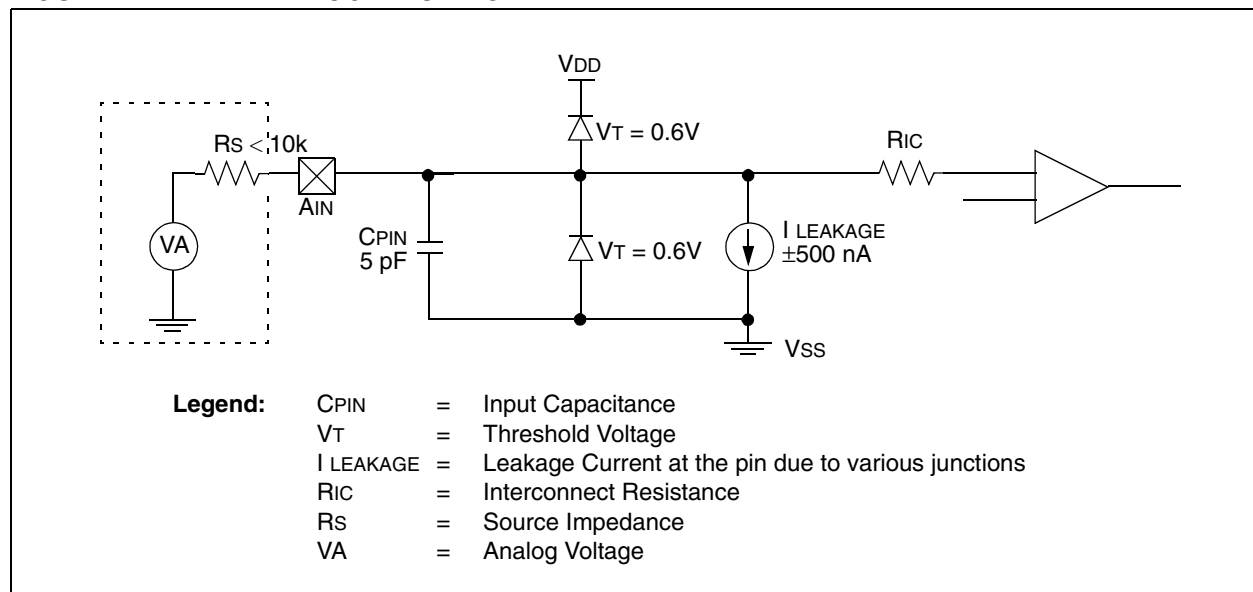 VDD
RS < 10k
VT = 0.6V
RIC
AIN
VA
CPIN
5 pF
VT = 0.6V
I LEAKAGE
±500 nA
VSS
Legend: CPIN = Input Capacitance
VT = Threshold Voltage
I LEAKAGE = Leakage Current at the pin due to various junctions
RIC = Interconnect Resistance
RS = Source Impedance
VA = Analog Voltage